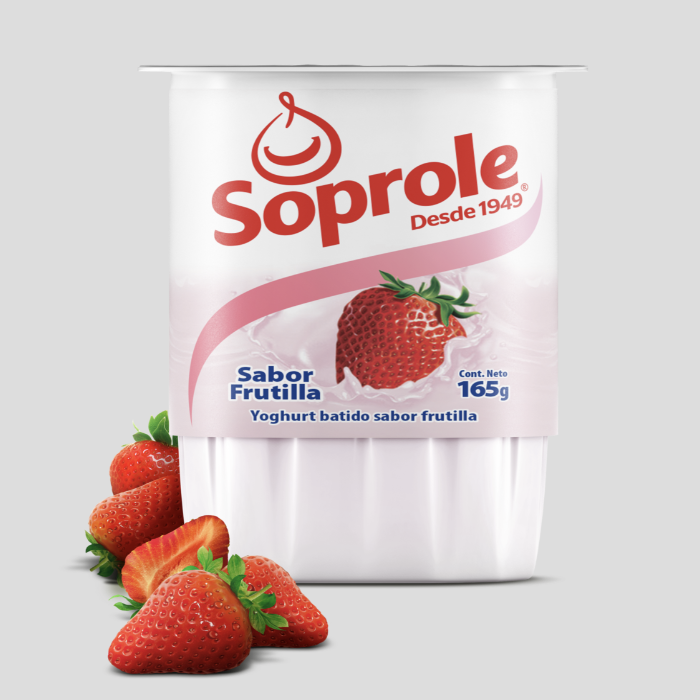 Soprole®
Desde 1949
Sabor
Frutilla
Cont. Neto
165g
Yoghurt batido sabor frutilla